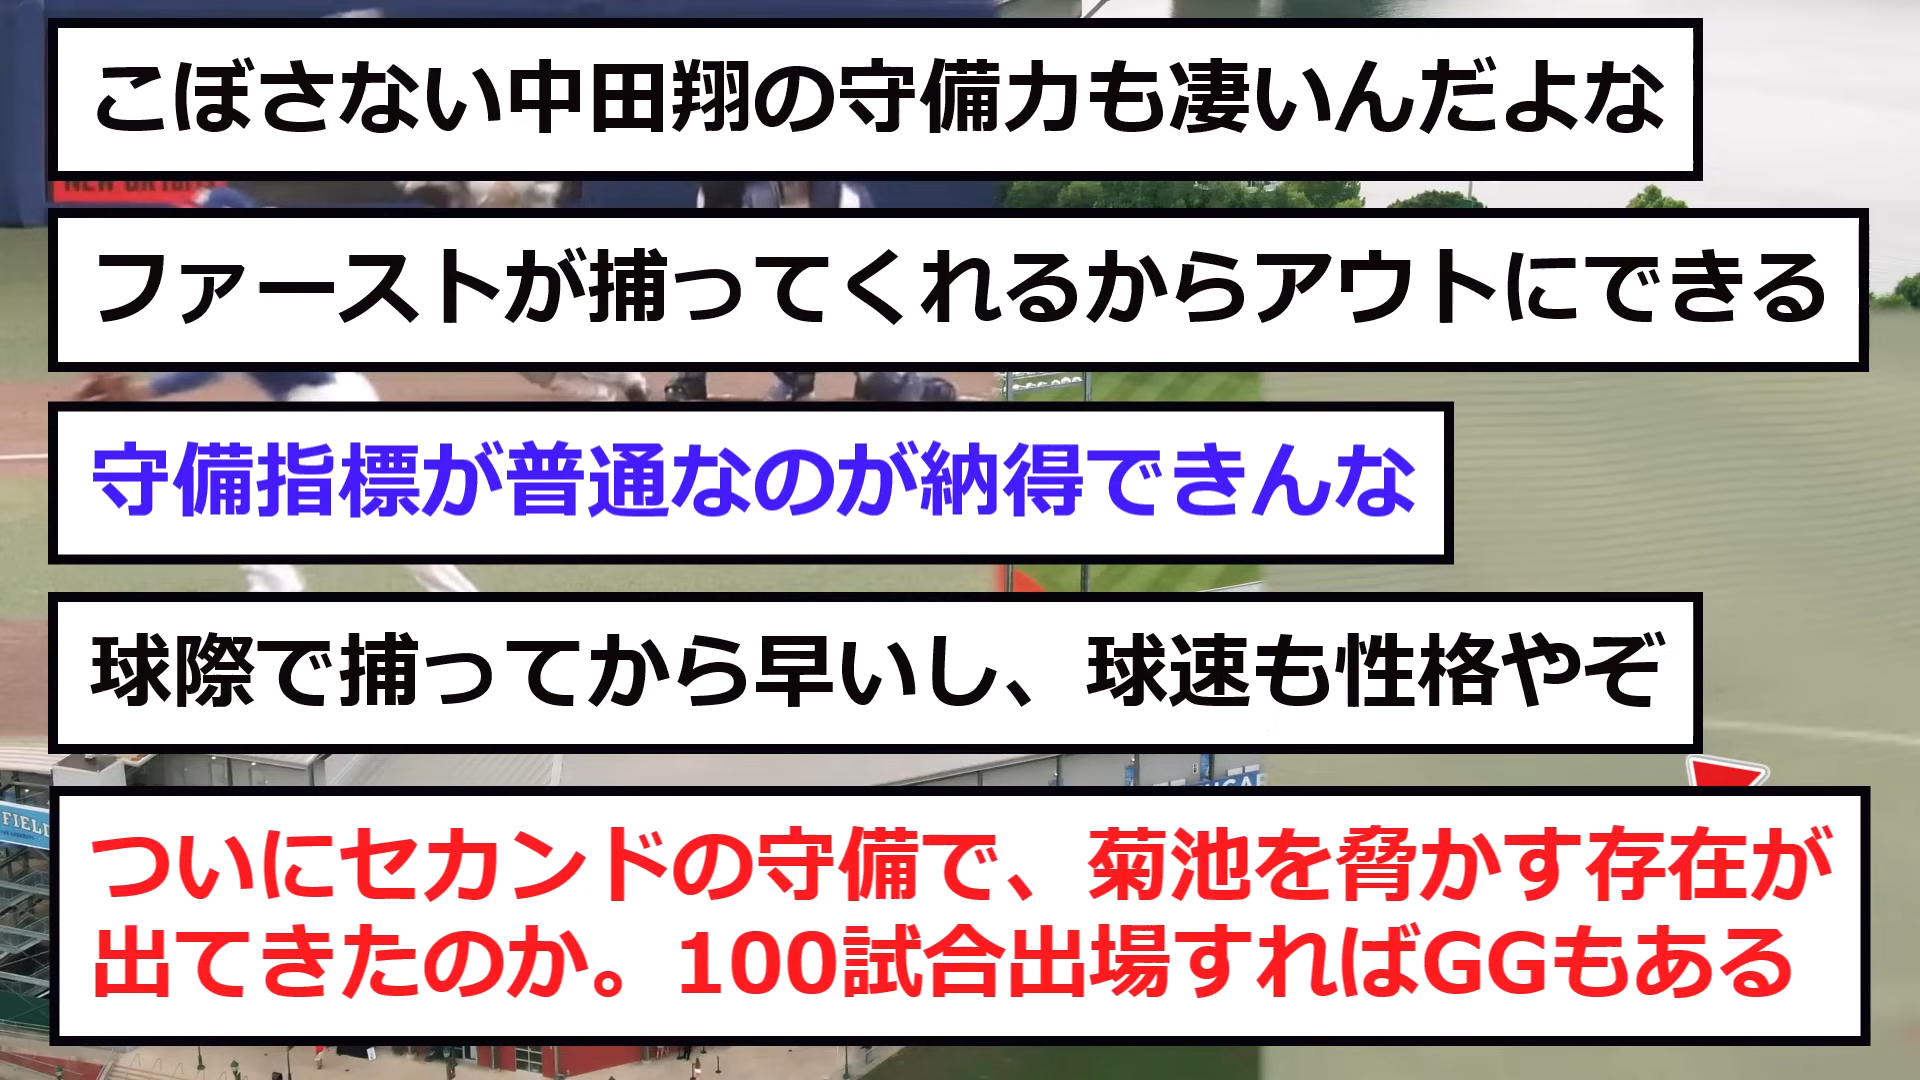 こぼさない中田翔の守備力も凄いんだよな
ファーストが捕ってくれるからアウトにできる
守備指標が普通なのが納得できんな
球際で捕ってから早いし、球速も性格やぞ
FIELD
ついにセカンドの守備で、菊池を脅かす存在が
出てきたのか。100試合出場すればGGもある